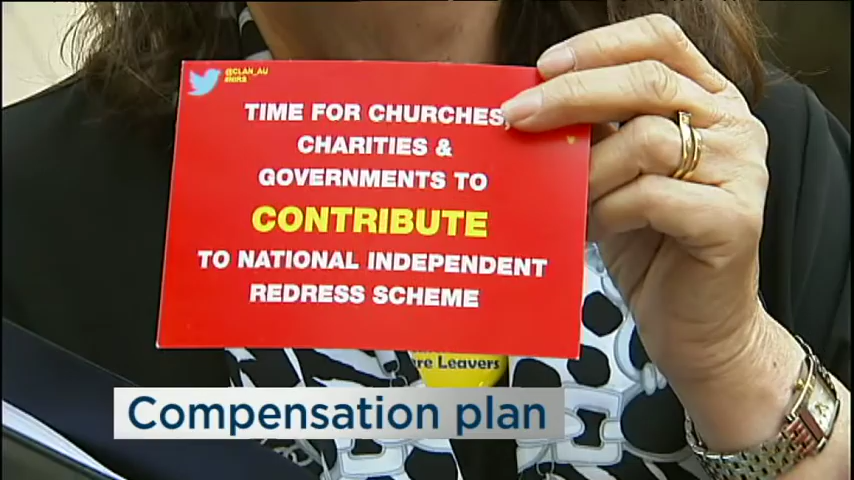 @CLAN_AU
#NIRS
TIME FOR CHURCHES,
CHARITIES &
GOVERNMENTS TO
CONTRIBUTE
TO NATIONAL INDEPENDENT
REDRESS SCHEME
Leavers
Compensation plan